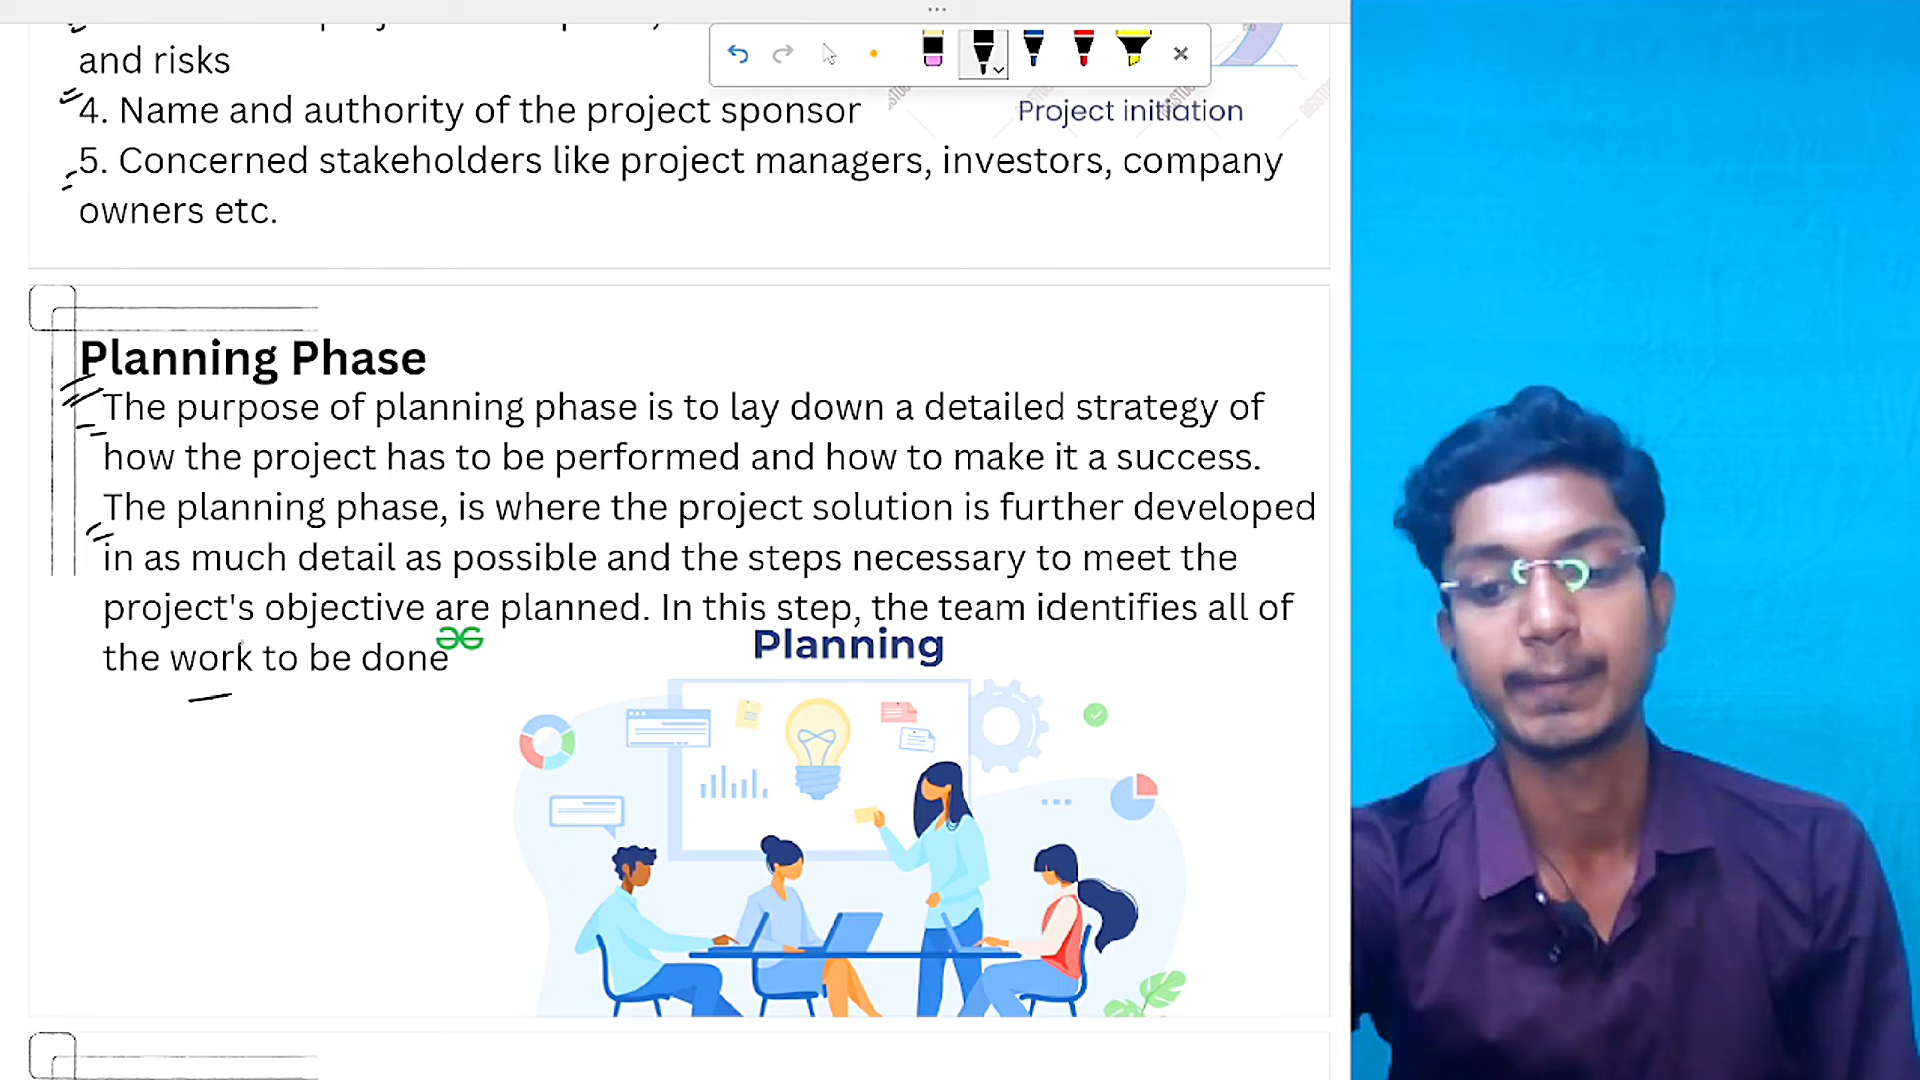 and risks
4. Name and authority of the project sponsor
Project initiation
5. Concerned stakeholders like project managers, investors, company
owners etc.
Planning Phase
The purpose of planning phase is to lay down a detailed strategy of
how the project has to be performed and how to make it a success.
The planning phase, is where the project solution is further developed
in as much detail as possible and the steps necessary to meet the
project's objective are planned. In this step, the team identifies all of
the work to be done
Planning